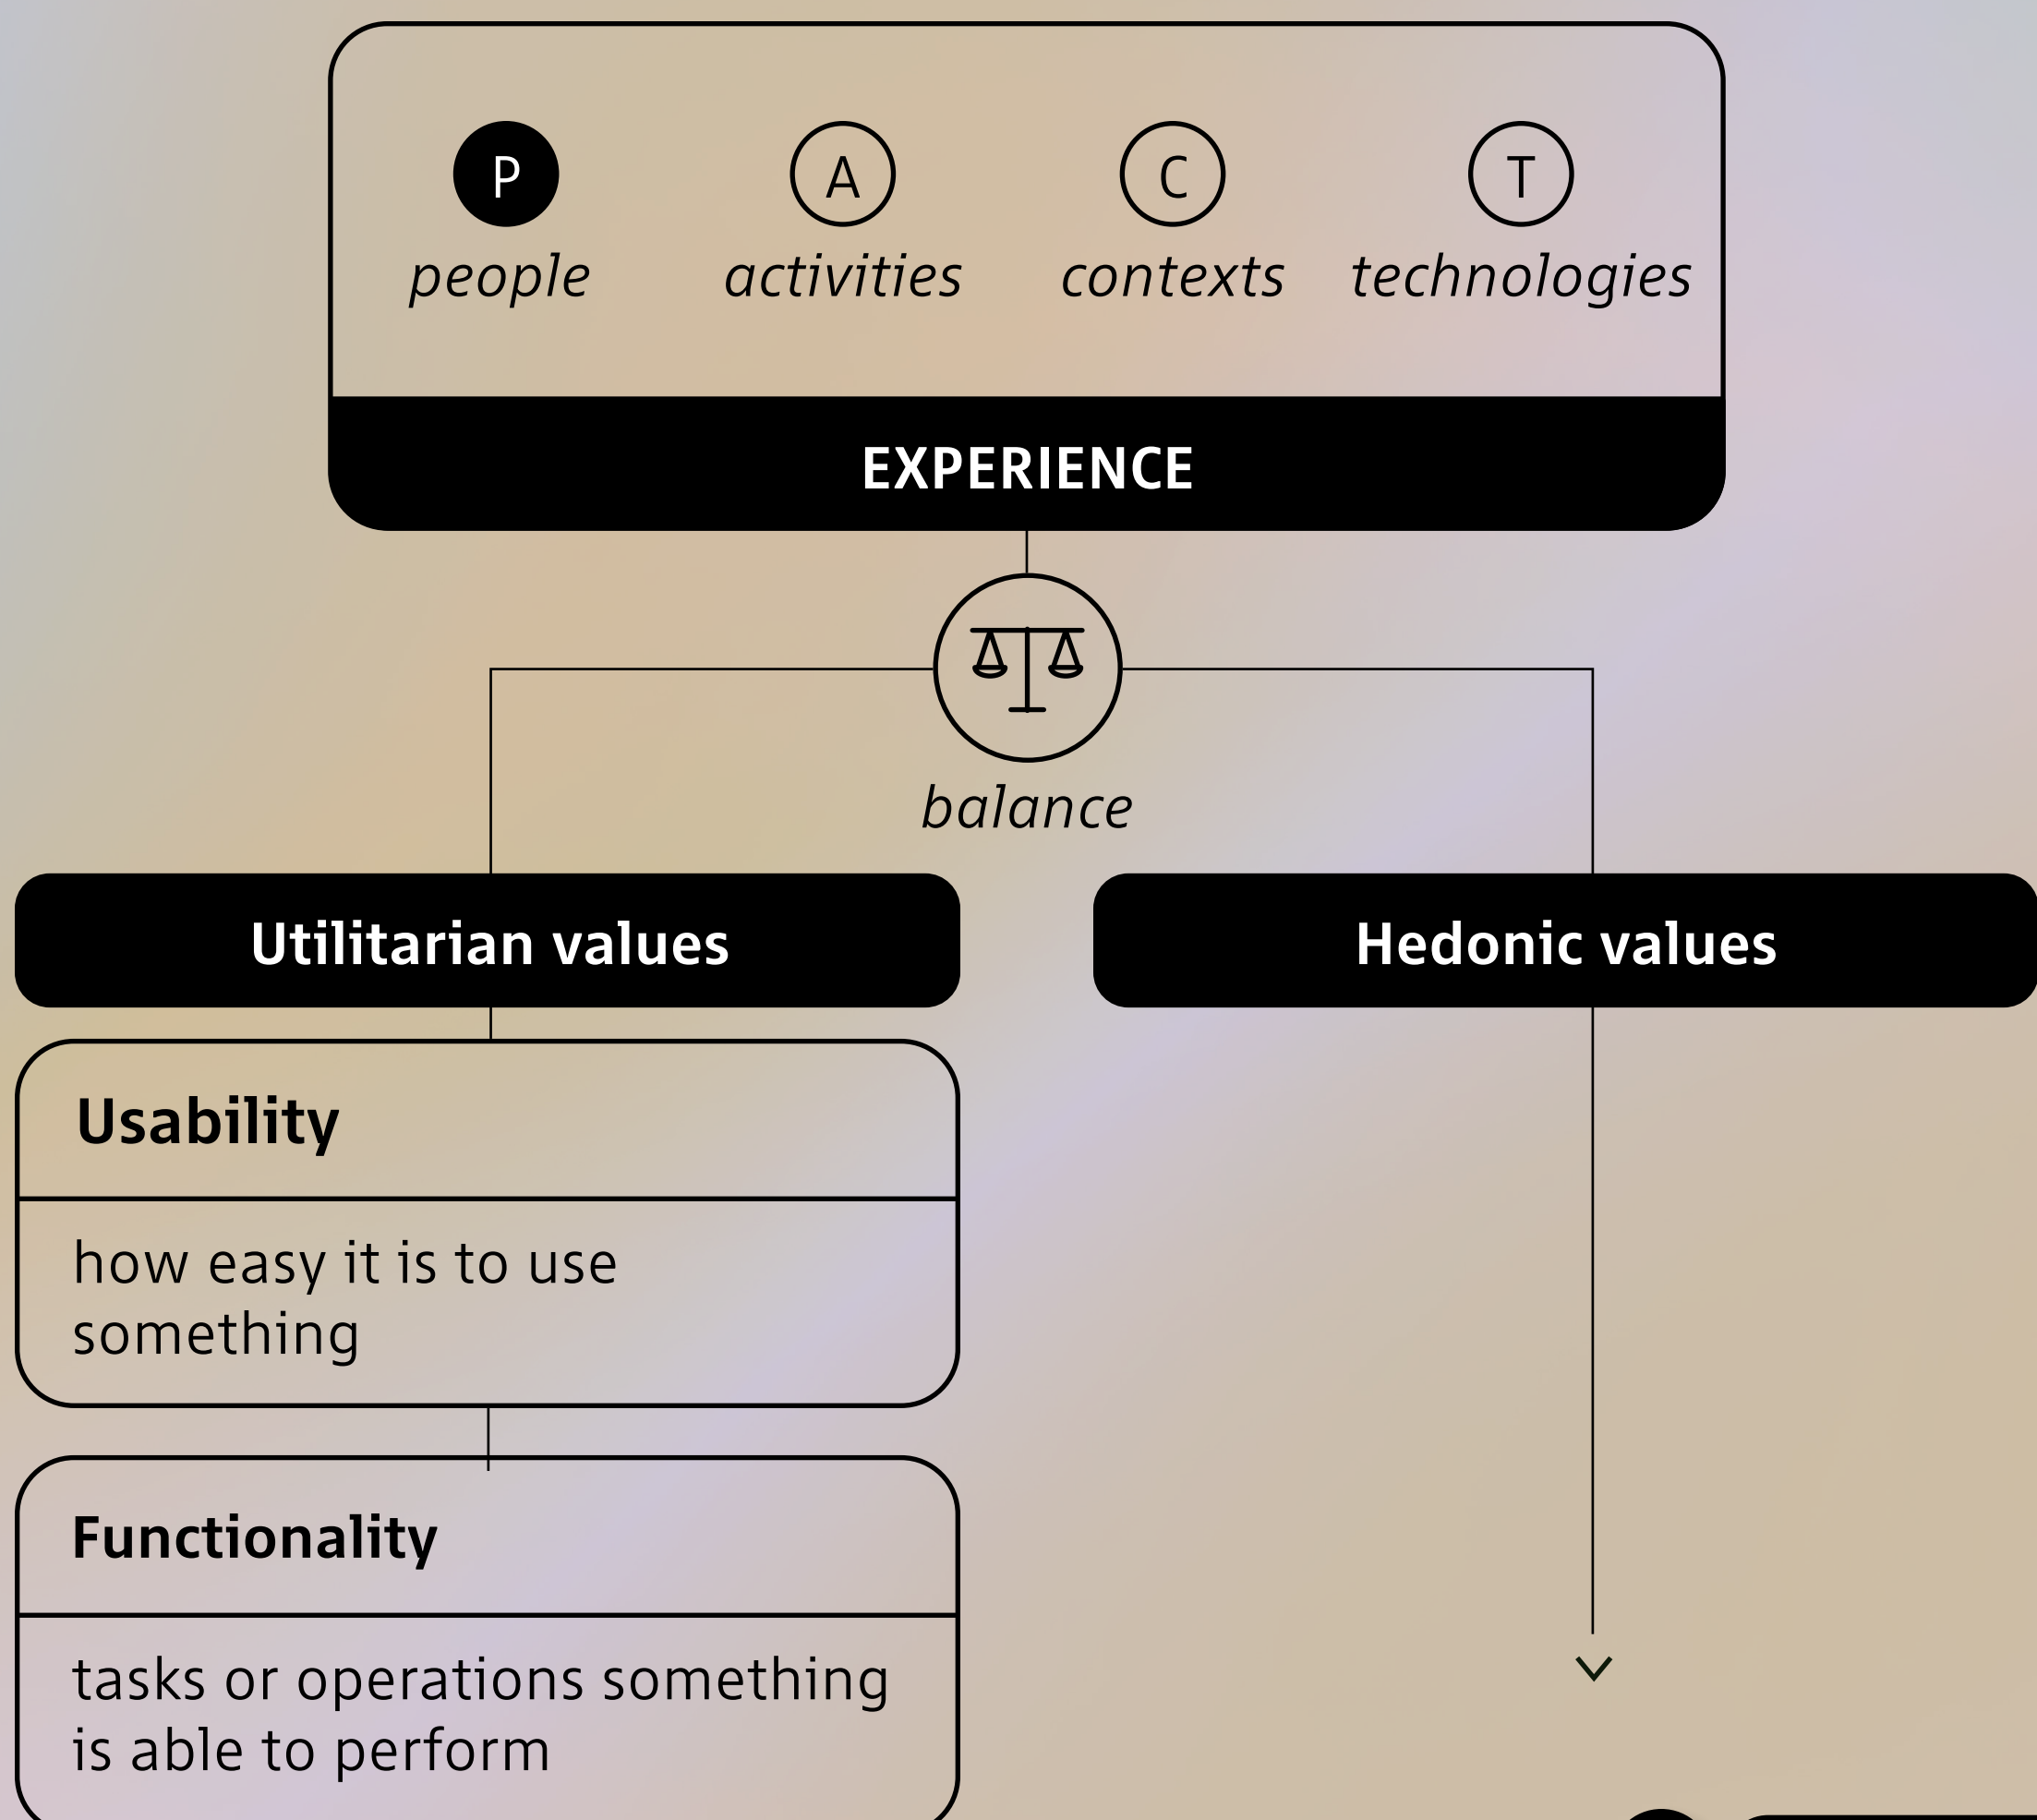 P A C T
people activities contexts technologies
EXPERIENCE
balance
Utilitarian values
Hedonic values
Usability
how easy it is to use
something
Functionality
tasks or operations something
is able to perform